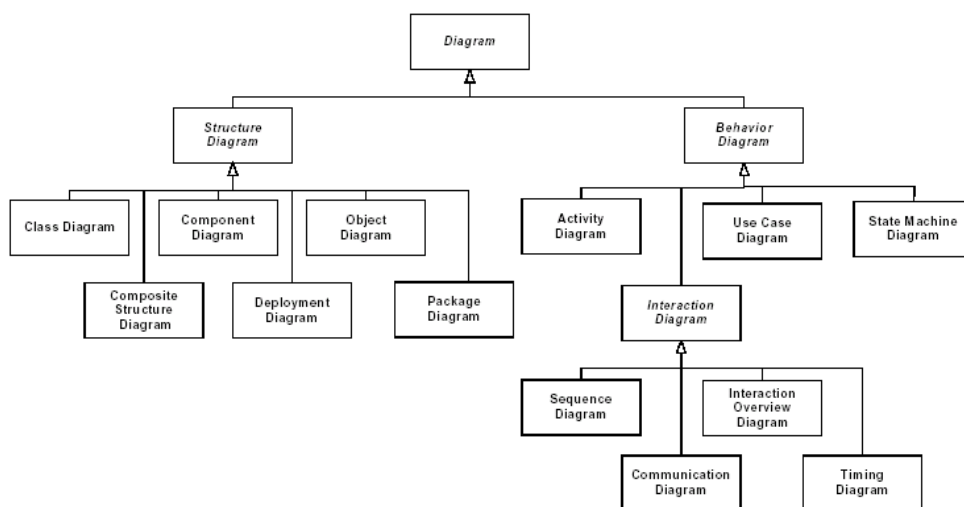 Diagram
Structure
Diagram
Behavior
Diagram
Class Diagram
Component
Diagram
Object
Diagram
Activity
Diagram
Use Case
Diagram
State Machine
Diagram
Composite
Structure
Diagram
Deployment
Diagram
Package
Diagram
Interaction
Diagram
Sequence
Diagram
Interaction
Overview
Diagram
Communication
Diagram
Timing
Diagram